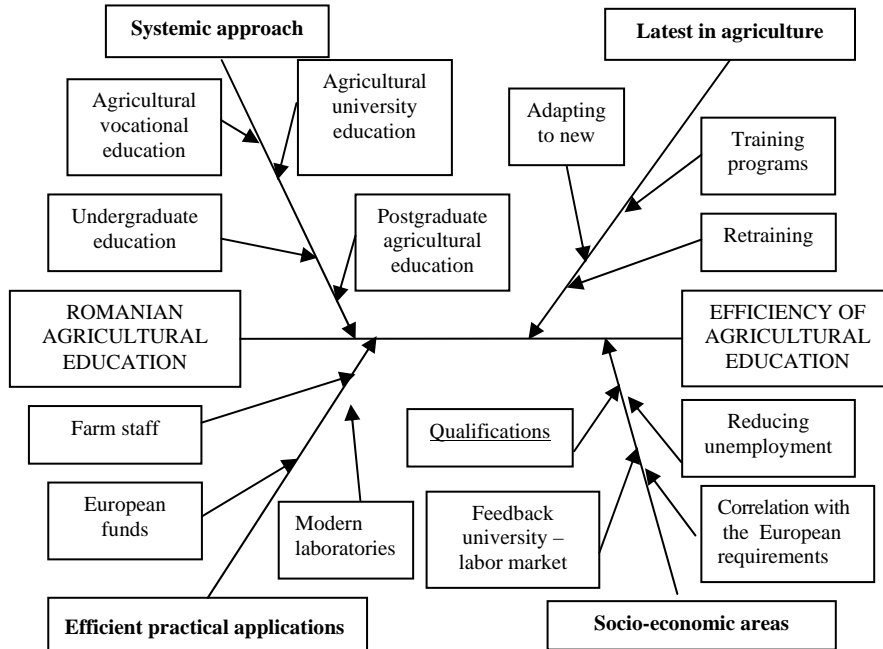 Systemic approach
Latest in agriculture
Agricultural
vocational
education
Agricultural
university
education
Adapting
to new
Training
programs
Undergraduate
education
Postgraduate
agricultural
education
Retraining
ROMANIAN
AGRICULTURAL
EDUCATION
EFFICIENCY OF
AGRICULTURAL
EDUCATION
Farm staff
Qualifications
Reducing
unemployment
European
funds
Modern
laboratories
Feedback
university –
labor market
Correlation with
the European
requirements
Efficient practical applications
Socio-economic areas